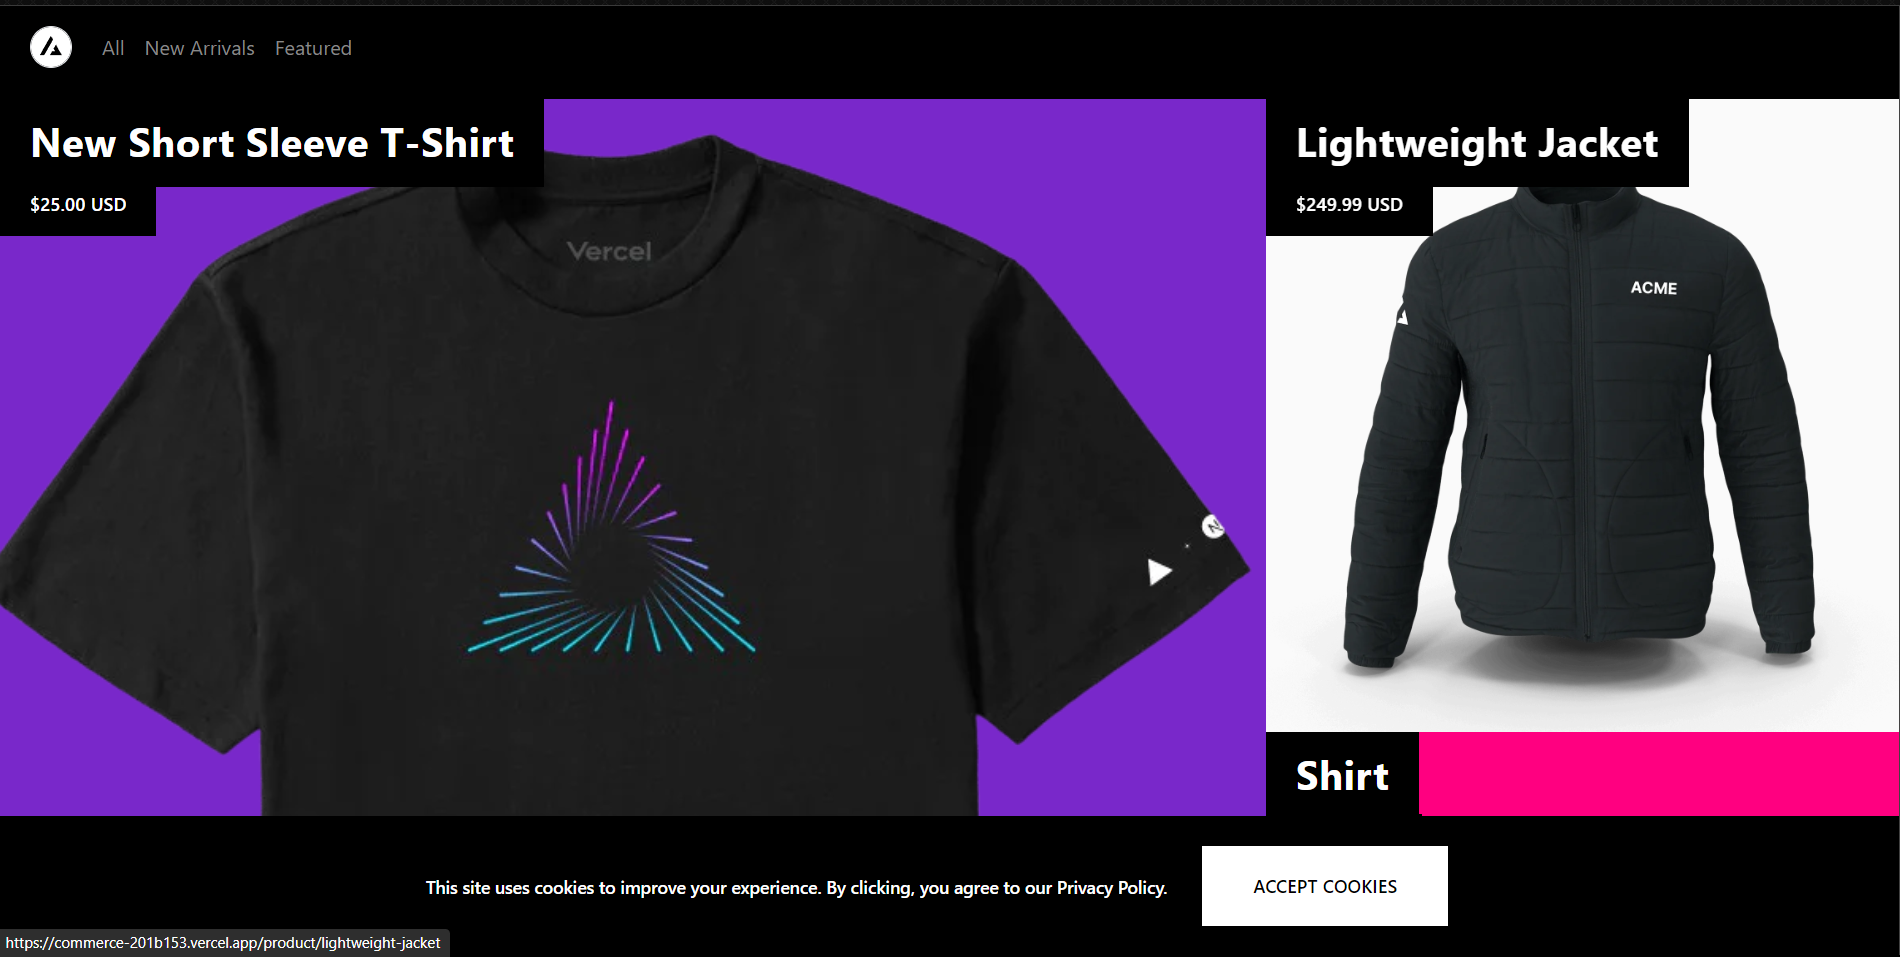 All New Arrivals Featured
New Short Sleeve T-Shirt
$25.00 USD
Vercel
Lightweight Jacket
$249.99 USD
ACME
Shirt
This site uses cookies to improve your experience. By clicking, you agree to our Privacy Policy.
ACCEPT COOKIES
https://commerce-201b153.vercel.app/product/lightweight-jacket